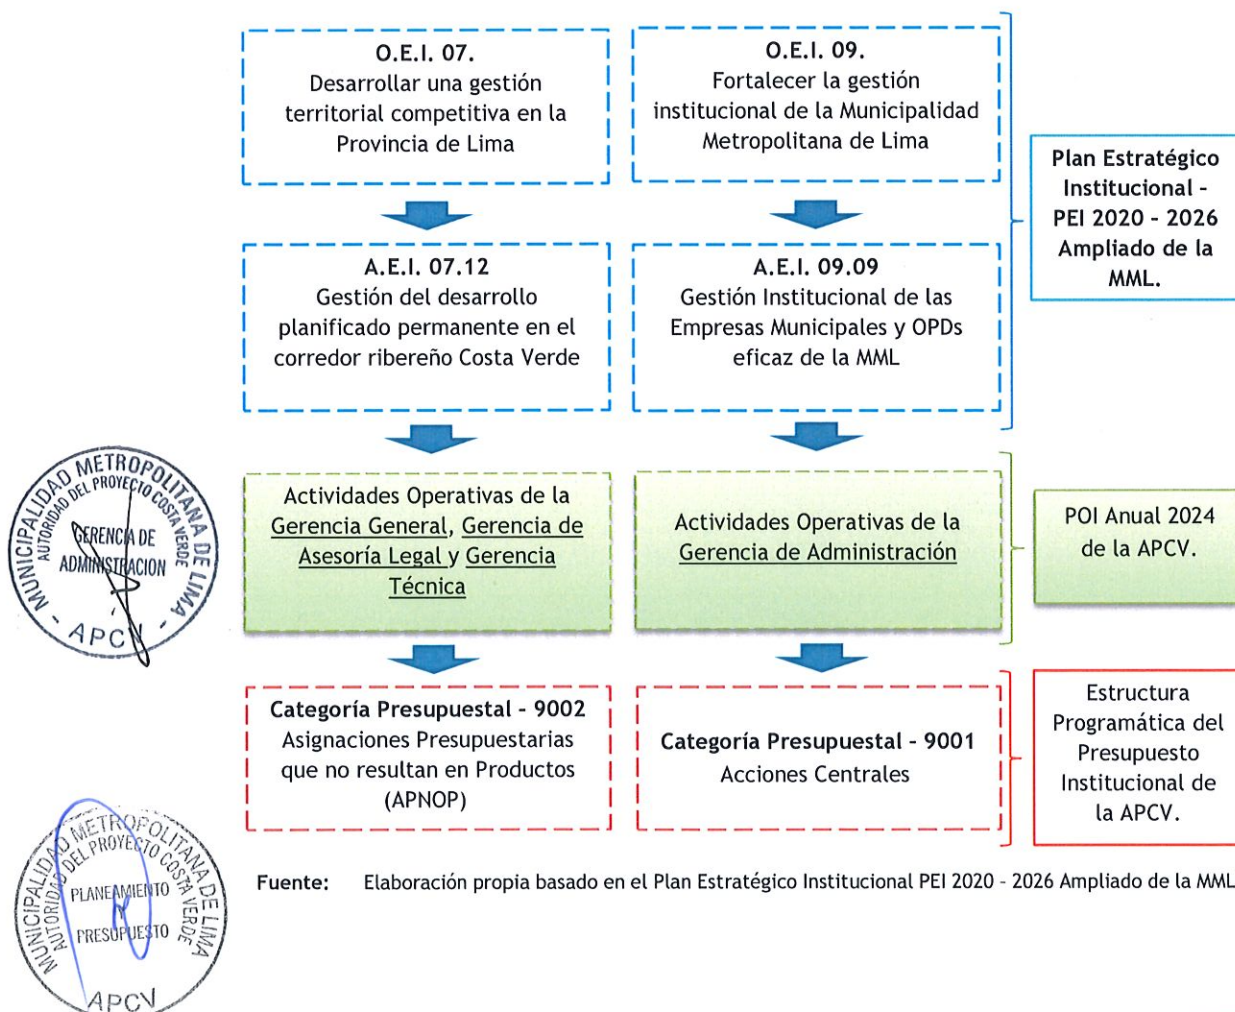 O.E.I. 07.
Desarrollar una gestión
territorial competitiva en la
Provincia de Lima
O.E.I. 09.
Fortalecer la gestión
institucional de la Municipalidad
Metropolitana de Lima
Plan Estratégico
Institucional -
PEI 2020 - 2026
Ampliado de la
MML.
A.E.I. 07.12
Gestión del desarrollo
planificado permanente en el
corredor ribereño Costa Verde
A.E.I. 09.09
Gestión Institucional de las
Empresas Municipales y OPDs
eficaz de la MML
Actividades Operativas de la
Gerencia General, Gerencia de
Asesoría Legal y Gerencia
Técnica
Actividades Operativas de la
Gerencia de Administración
POI Anual 2024
de la APCV.
Categoría Presupuestal - 9002
Asignaciones Presupuestarias
que no resultan en Productos
(APNOP)
Categoría Presupuestal - 9001
Acciones Centrales
Estructura
Programática del
Presupuesto
Institucional de
la APCV.
MUNICIPALIDAD METROPOLITANA DE LIMA
AUTORIDAD DEL PROYECTO COSTA VERDE
GERENCIA DE
ADMINISTRACION
- APCV -
MUNICIPALIDAD METROPOLITANA DE LIMA
AUTORIDAD DEL PROYECTO COSTA VERDE
PLANEAMIENTO
Y
PRESUPUESTO
APCV
Fuente: Elaboración propia basado en el Plan Estratégico Institucional PEI 2020 - 2026 Ampliado de la MML